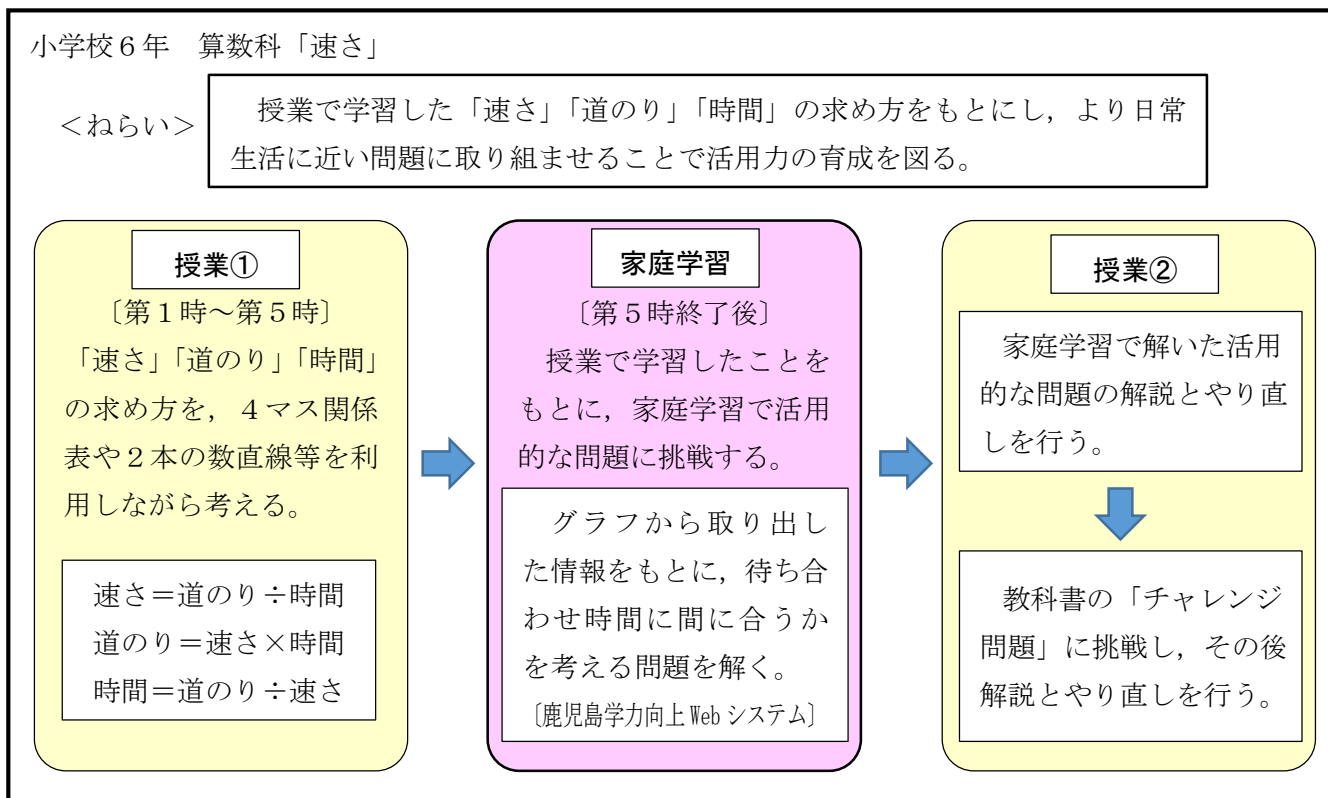 小学校６年　算数科「速さ」
＜ねらい＞
授業で学習した「速さ」「道のり」「時間」の求め方をもとにし，より日常
生活に近い問題に取り組ませることで活用力の育成を図る。
授業①
〔第１時～第５時〕
「速さ」「道のり」「時間」
の求め方を，４マス関係
表や２本の数直線等を利
用しながら考える。
速さ＝道のり÷時間
道のり＝速さ×時間
時間＝道のり÷速さ
家庭学習
〔第５時終了後〕
授業で学習したことを
もとに，家庭学習で活用
的な問題に挑戦する。
グラフから取り出し
た情報をもとに，待ち合
わせ時間に間に合うか
を考える問題を解く。
〔鹿児島学力向上Webシステム〕
授業②
家庭学習で解いた活用
的な問題の解説とやり直
しを行う。
教科書の「チャレンジ
問題」に挑戦し，その後
解説とやり直しを行う。